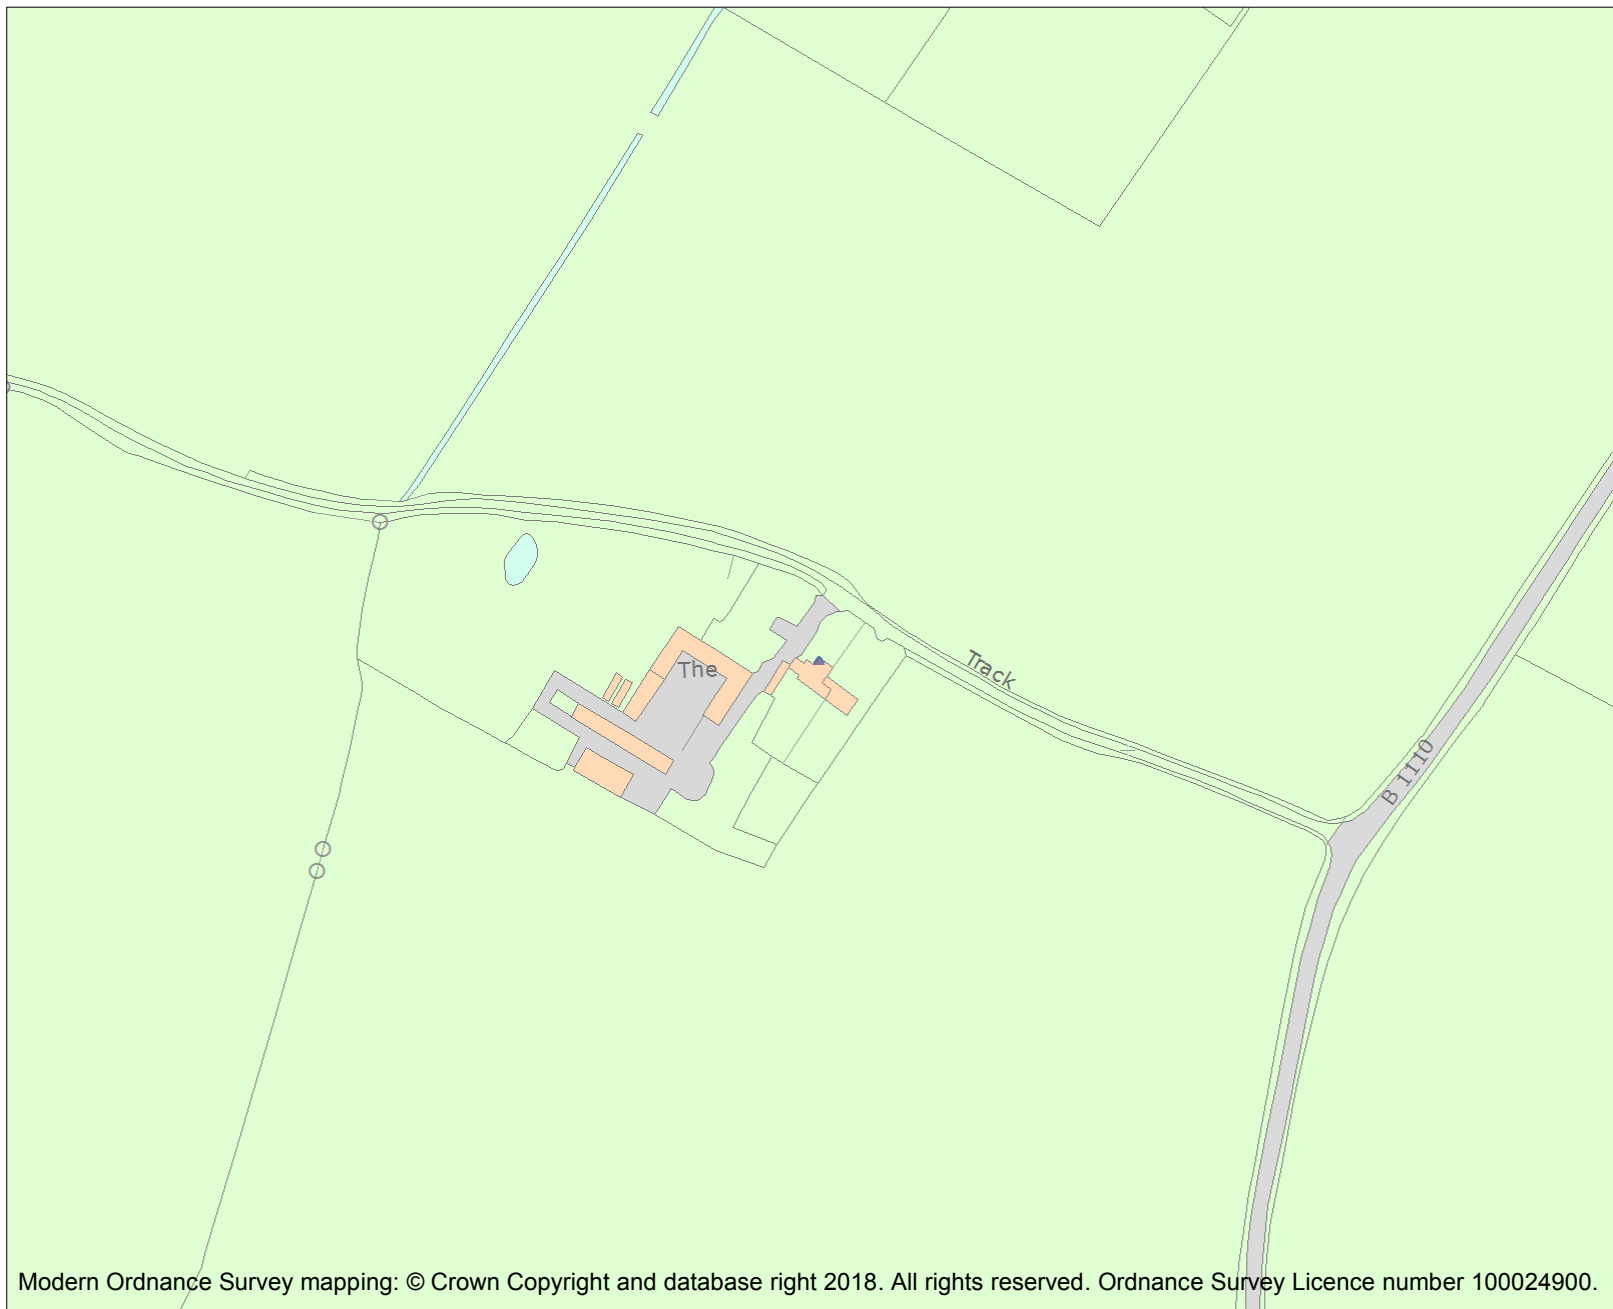 The
Track
B 1110
Modern Ordnance Survey mapping: © Crown Copyright and database right 2018. All rights reserved. Ordnance Survey Licence number 100024900.